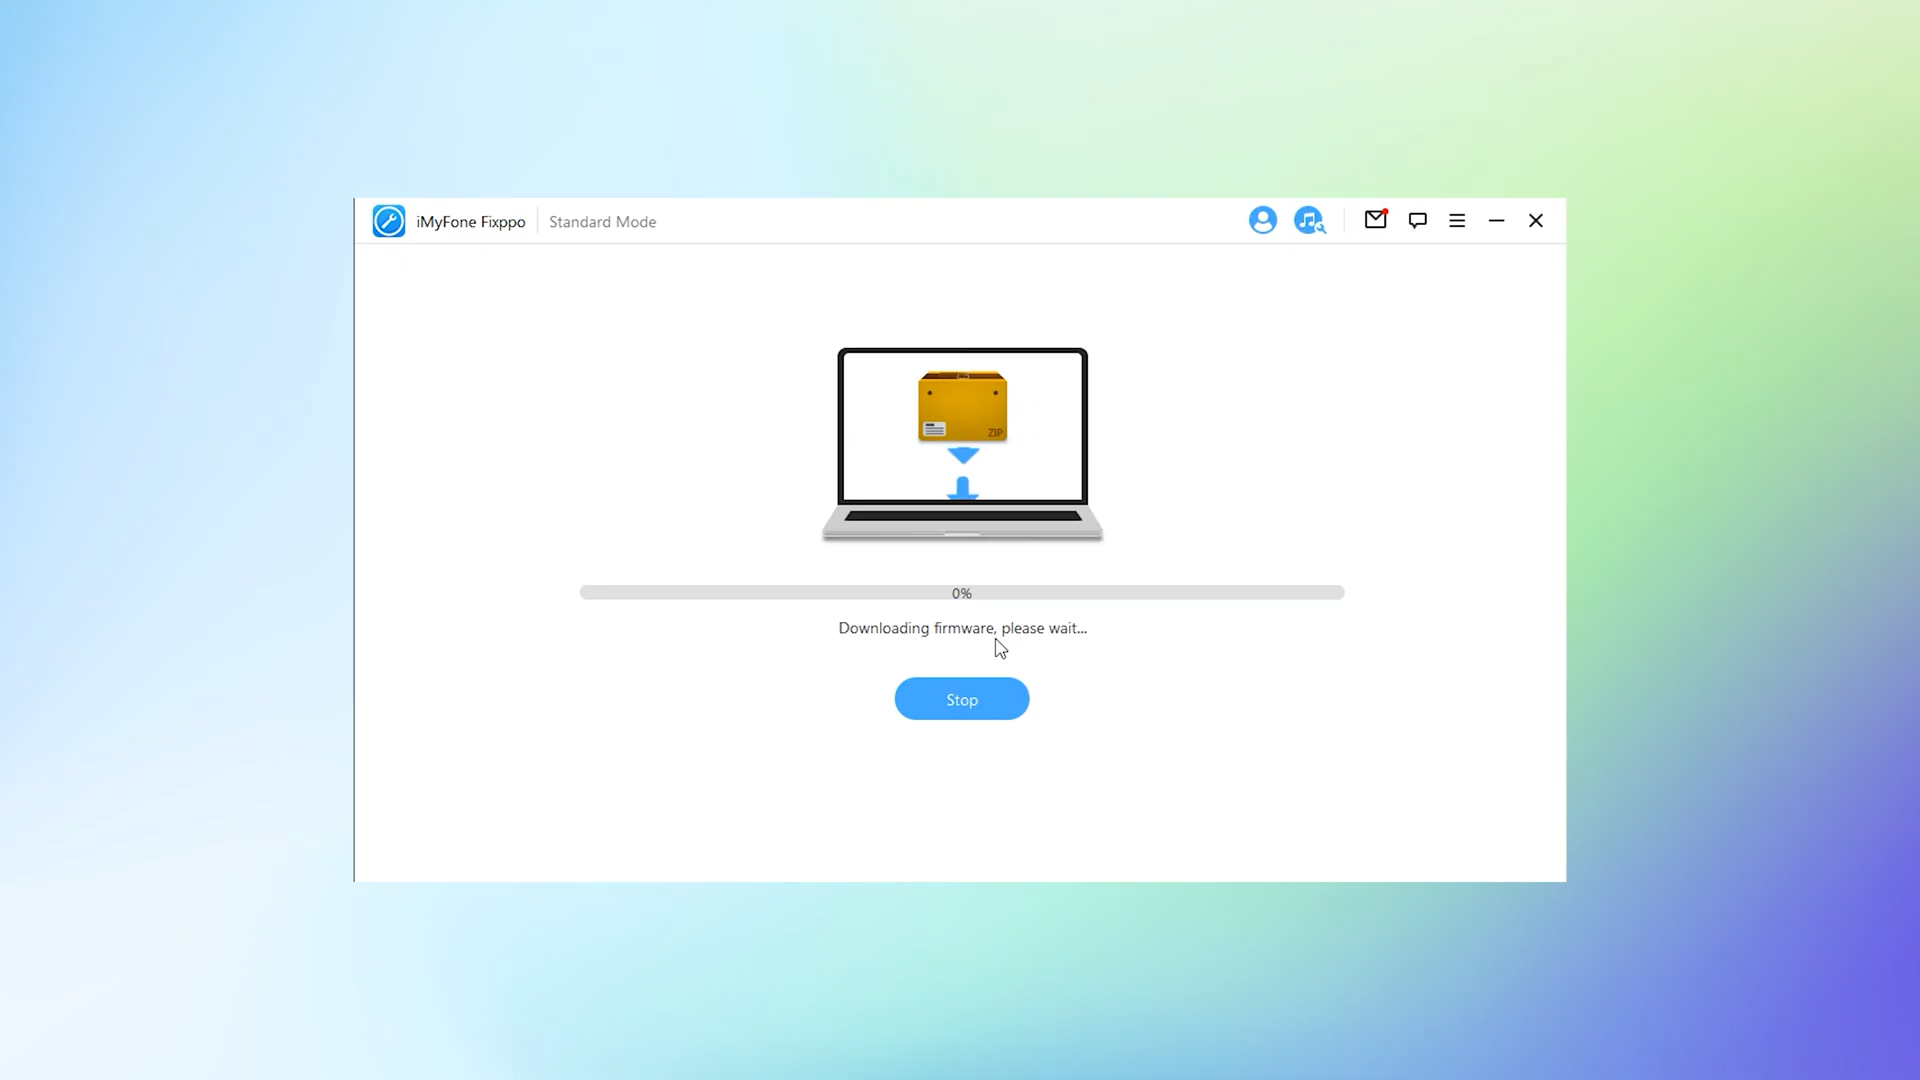 iMyFone Fixppo
Standard Mode
ZIP
0%
Downloading firmware, please wait...
Stop